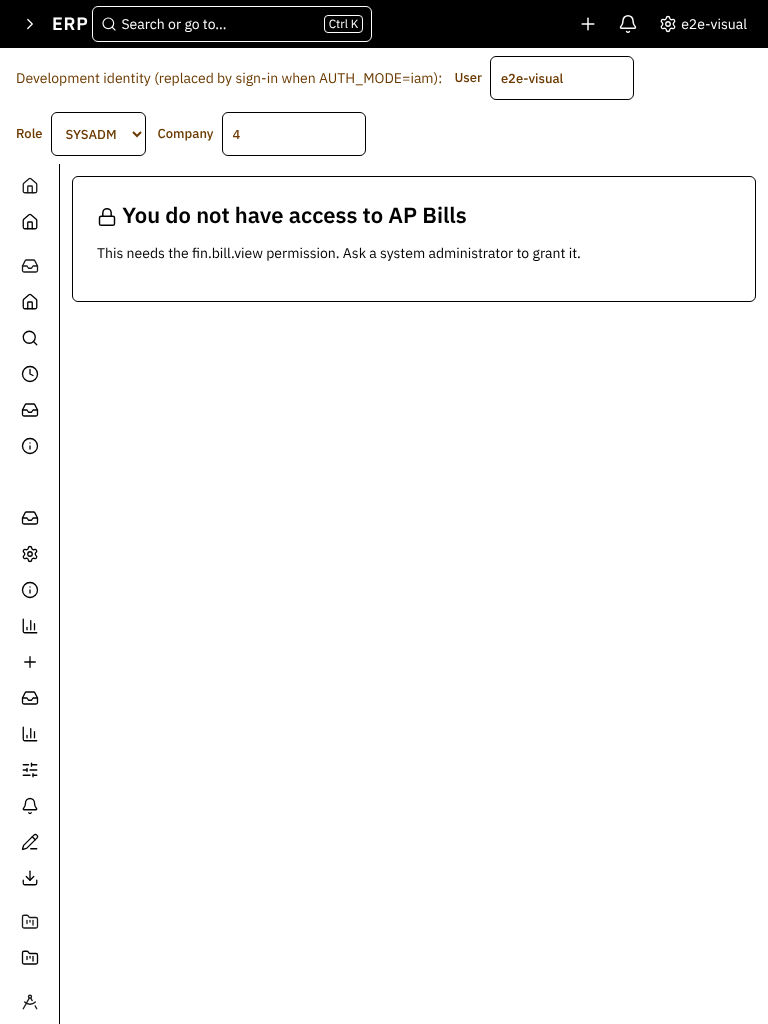 ERP Search or go to... Ctrl K e2e-visual
Development identity (replaced by sign-in when AUTH_MODE=iam): User e2e-visual
Role SYSADM Company 4
You do not have access to AP Bills
This needs the fin.bill.view permission. Ask a system administrator to grant it.